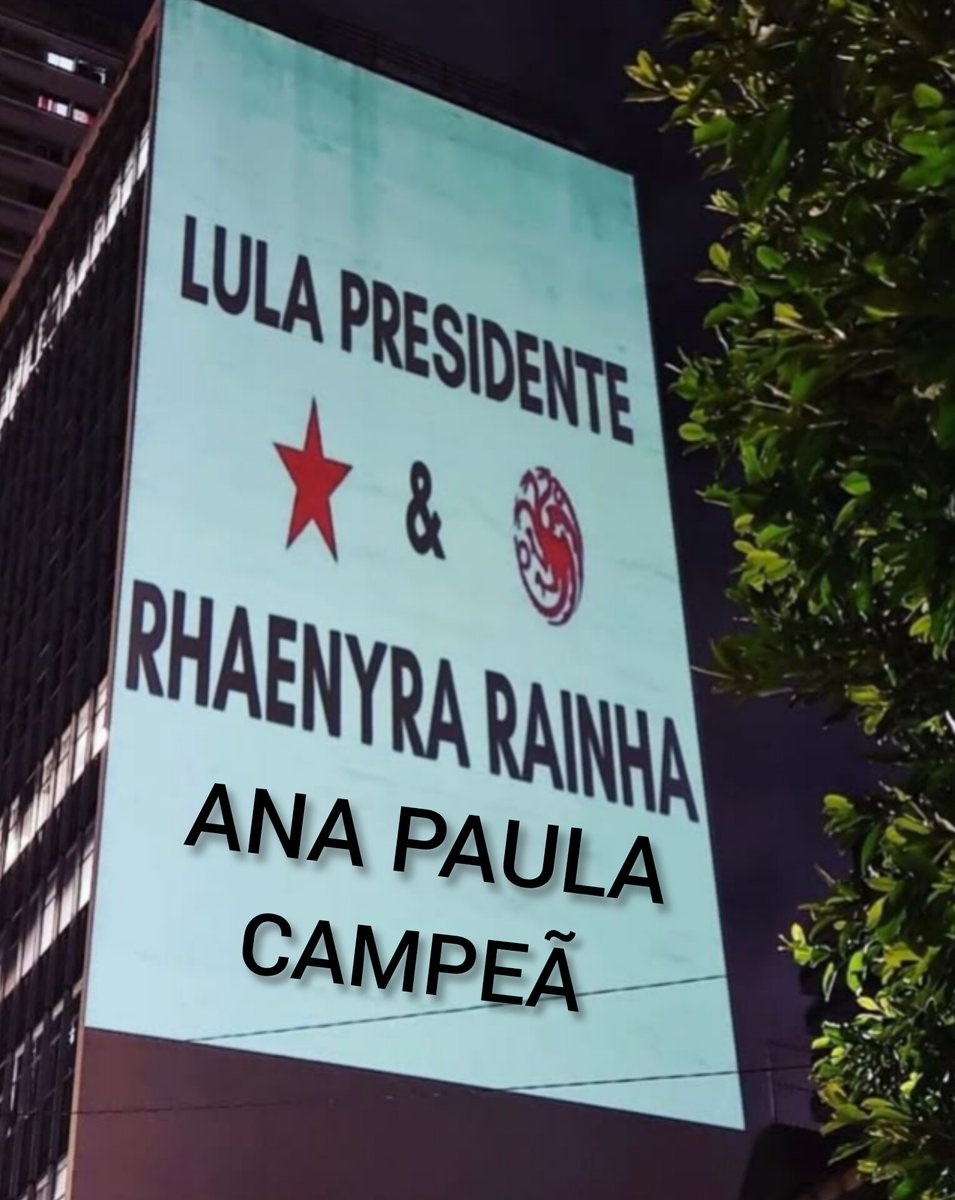 LULA PRESIDENTE
&
RHAENYRA RAINHA
ANA PAULA
CAMPEÃ